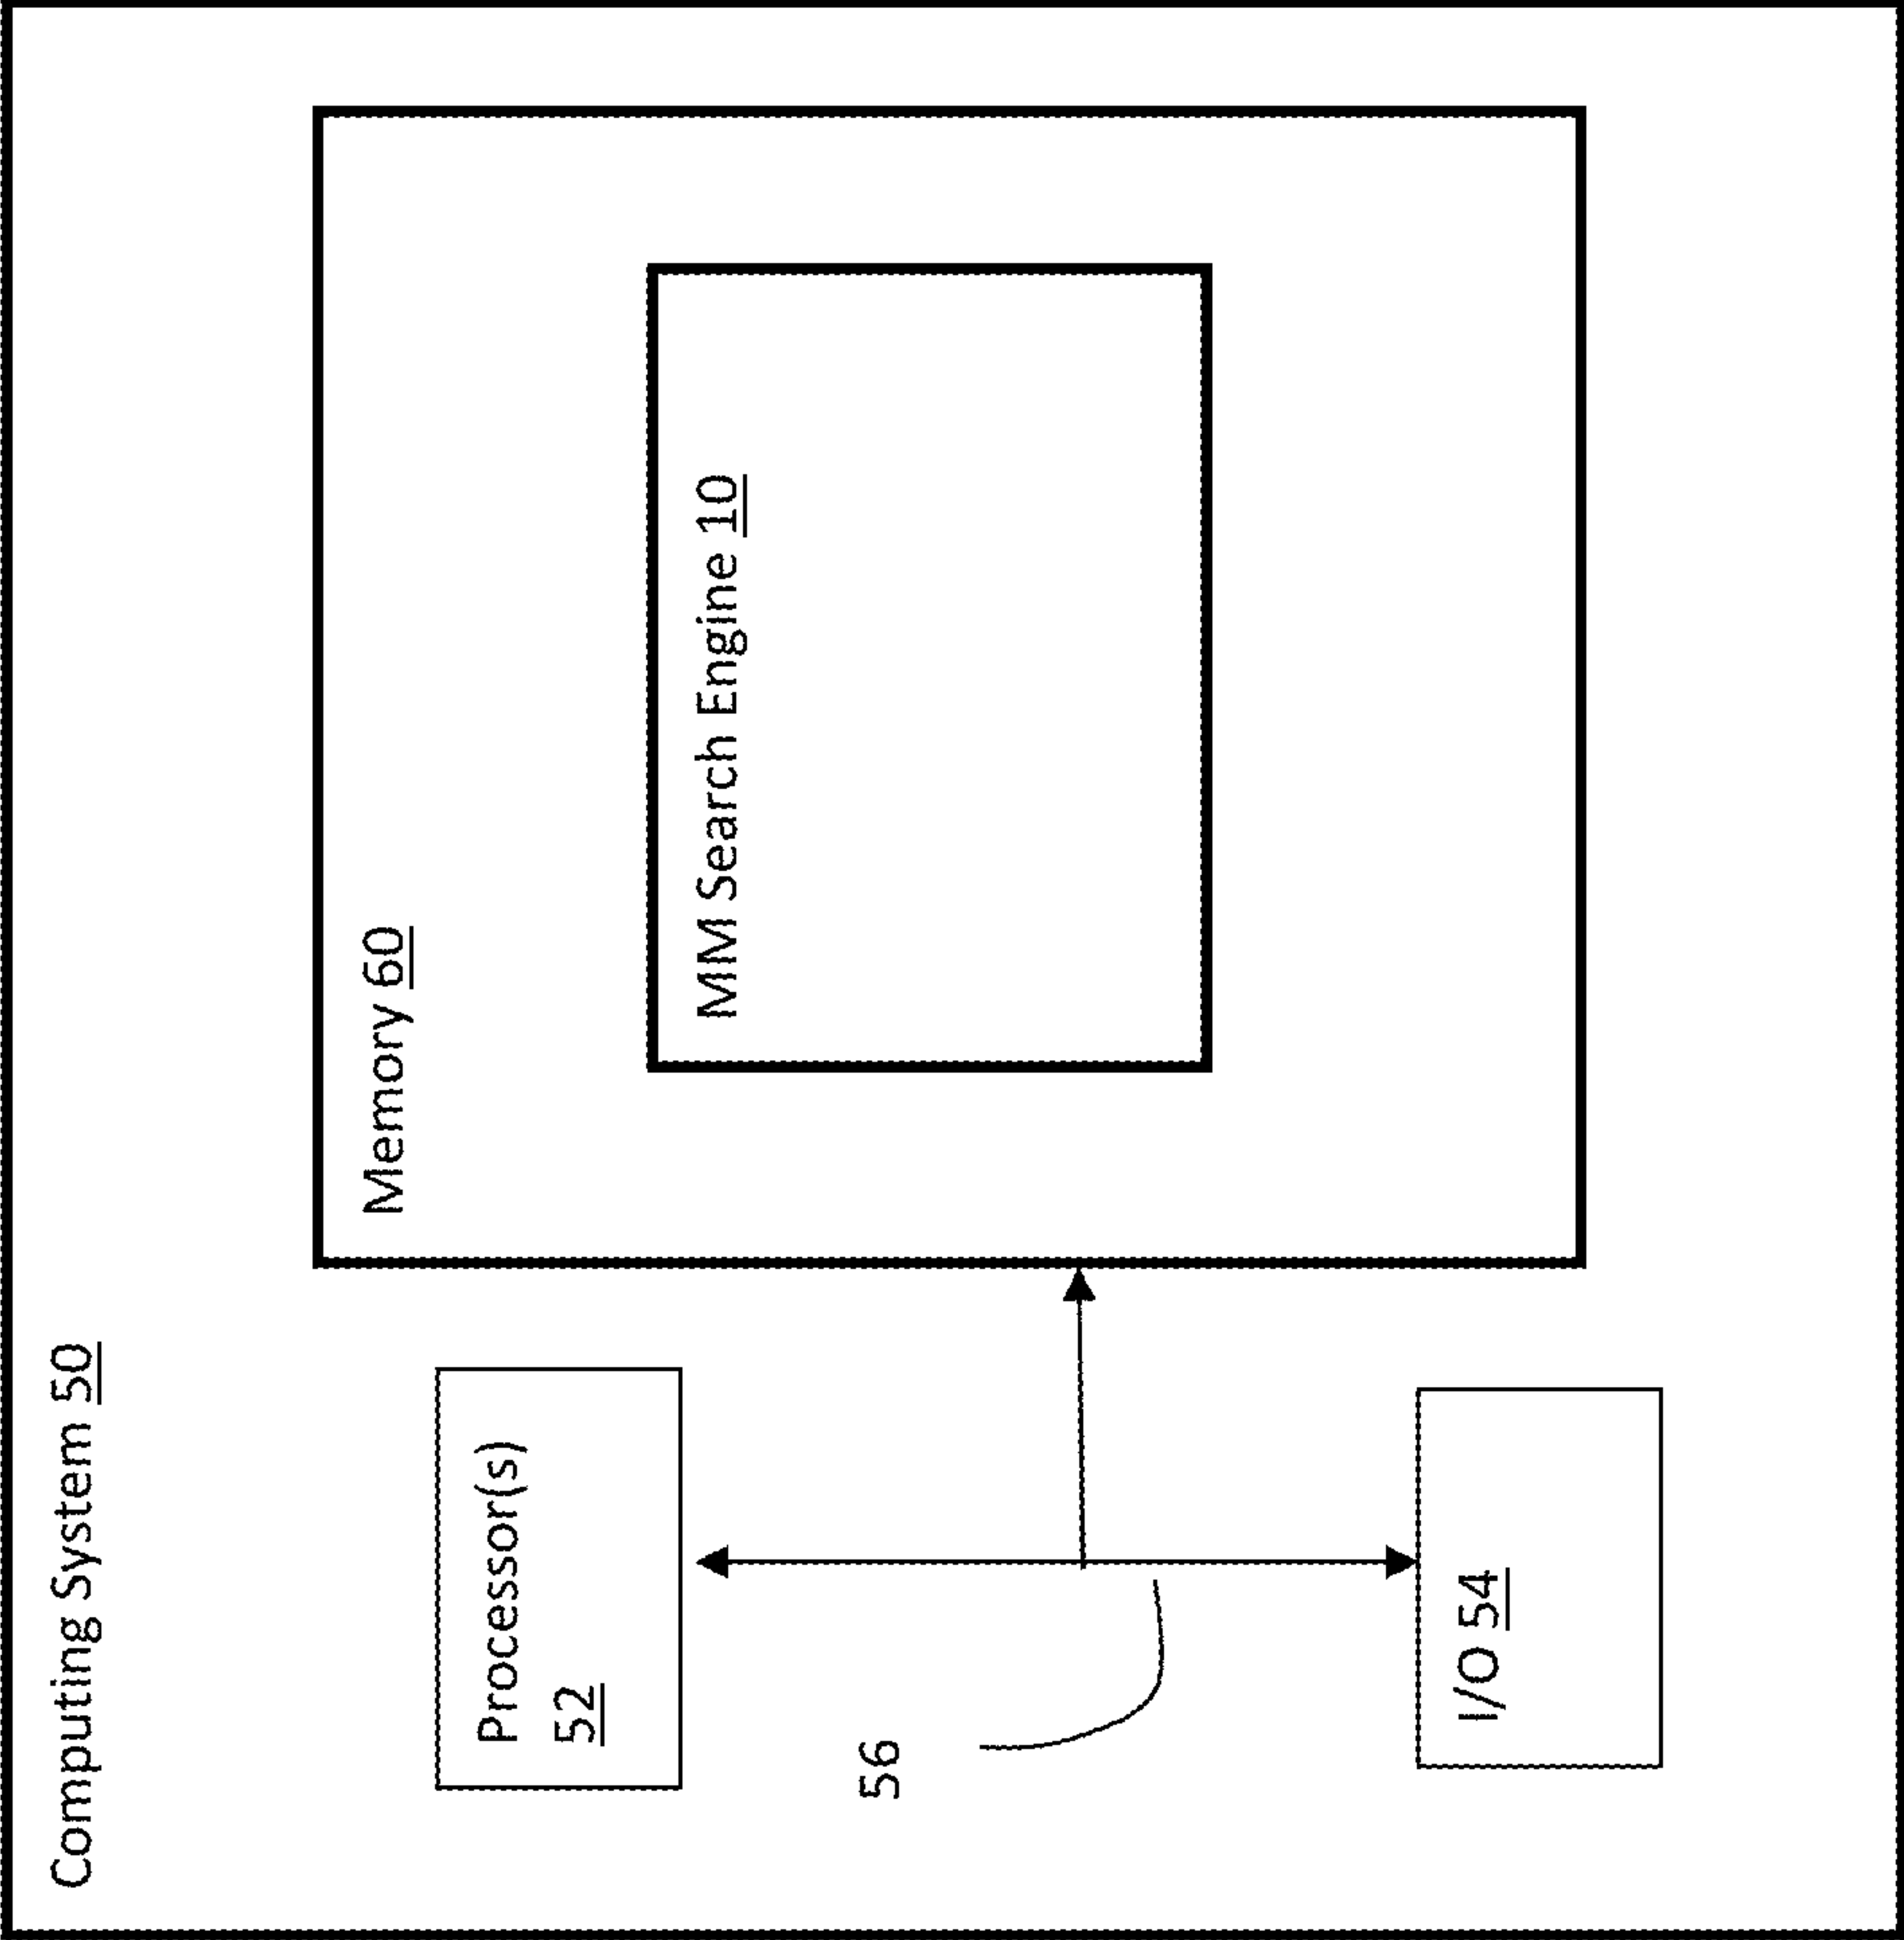 Computing System 50
Memory 60
MM Search Engine 10
Processor(s)
52
56
I/O 54